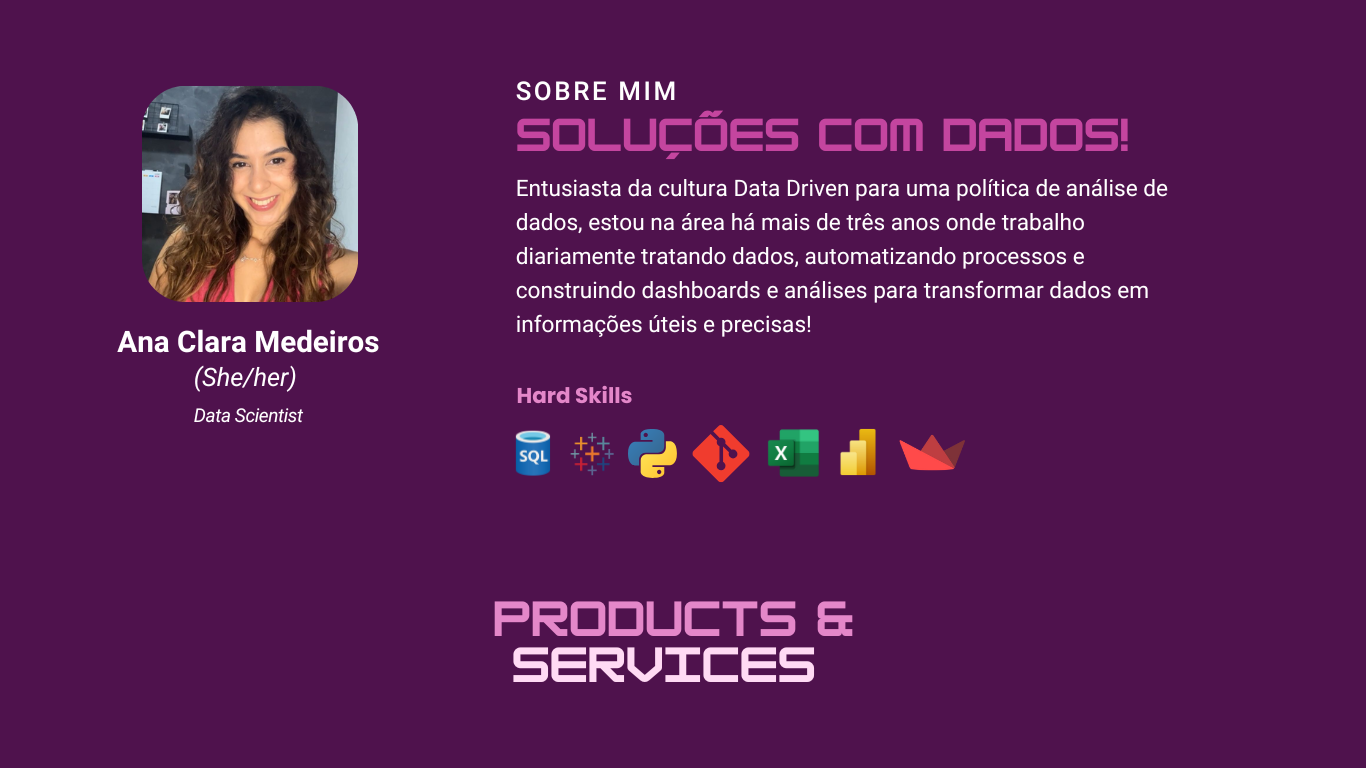 SOBRE MIM
SOLUÇÕES COM DADOS!
Entusiasta da cultura Data Driven para uma política de análise de
dados, estou na área há mais de três anos onde trabalho
diariamente tratando dados, automatizando processos e
construindo dashboards e análises para transformar dados em
informações úteis e precisas!
Ana Clara Medeiros
(She/her)
Data Scientist
Hard Skills
SQL
X
PRODUCTS &
SERVICES